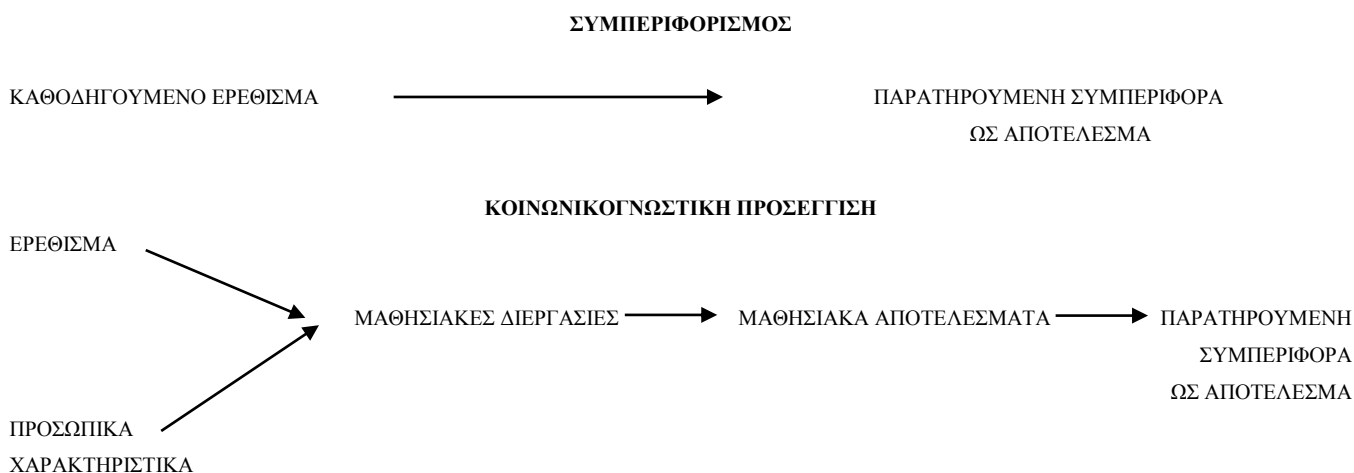 ΣΥΜΠΕΡΙΦΟΡΙΣΜΟΣ
ΚΑΘΟΔΗΓΟΥΜΕΝΟ ΕΡΕΘΙΣΜΑ
ΠΑΡΑΤΗΡΟΥΜΕΝΗ ΣΥΜΠΕΡΙΦΟΡΑ
ΩΣ ΑΠΟΤΕΛΕΣΜΑ
ΚΟΙΝΩΝΙΚΟΓΝΩΣΤΙΚΗ ΠΡΟΣΕΓΓΙΣΗ
ΕΡΕΘΙΣΜΑ
ΜΑΘΗΣΙΑΚΕΣ ΔΙΕΡΓΑΣΙΕΣ
ΜΑΘΗΣΙΑΚΑ ΑΠΟΤΕΛΕΣΜΑΤΑ
ΠΑΡΑΤΗΡΟΥΜΕΝΗ
ΣΥΜΠΕΡΙΦΟΡΑ
ΩΣ ΑΠΟΤΕΛΕΣΜΑ
ΠΡΟΣΩΠΙΚΑ
ΧΑΡΑΚΤΗΡΙΣΤΙΚΑ